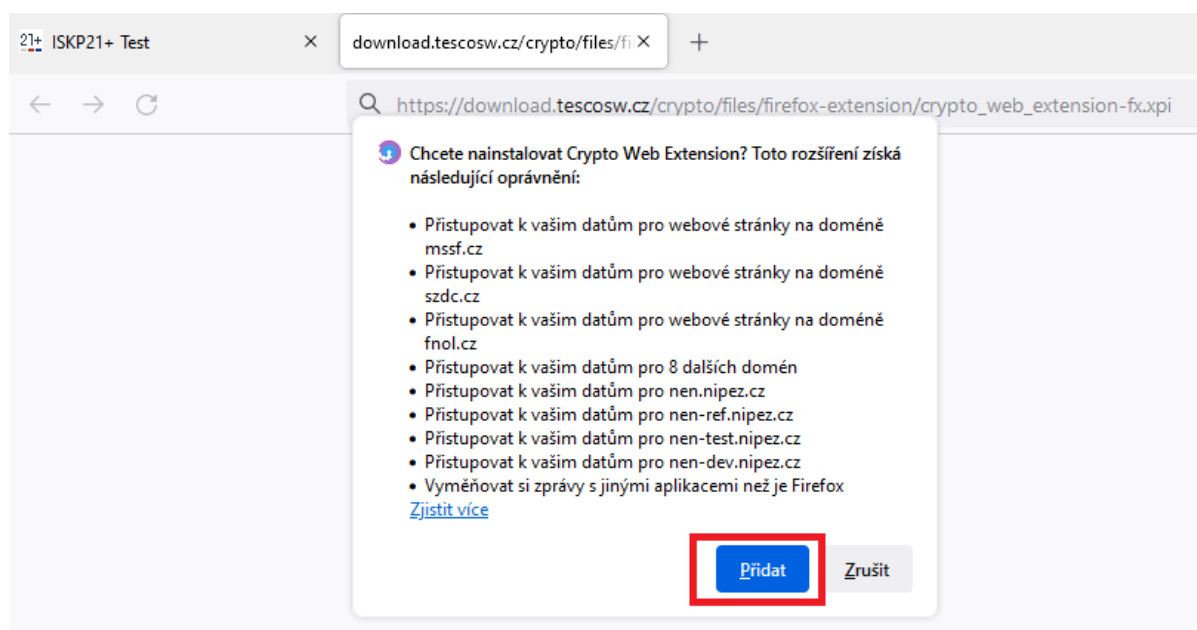 21+ ISKP21+ Test
download.tescosw.cz/crypto/files/fi
https://download.tescosw.cz/crypto/files/firefox-extension/crypto_web_extension-fx.xpi
Chcete nainstalovat Crypto Web Extension? Toto rozšíření získá
následující oprávnění:
• Přistupovat k vašim datům pro webové stránky na doméně
mssf.cz
• Přistupovat k vašim datům pro webové stránky na doméně
szdc.cz
• Přistupovat k vašim datům pro webové stránky na doméně
fnol.cz
• Přistupovat k vašim datům pro 8 dalších domén
• Přistupovat k vašim datům pro nen.nipez.cz
• Přistupovat k vašim datům pro nen-ref.nipez.cz
• Přistupovat k vašim datům pro nen-test.nipez.cz
• Přistupovat k vašim datům pro nen-dev.nipez.cz
• Vyměňovat si zprávy s jinými aplikacemi než je Firefox
Zjistit více
Přidat
Zrušit